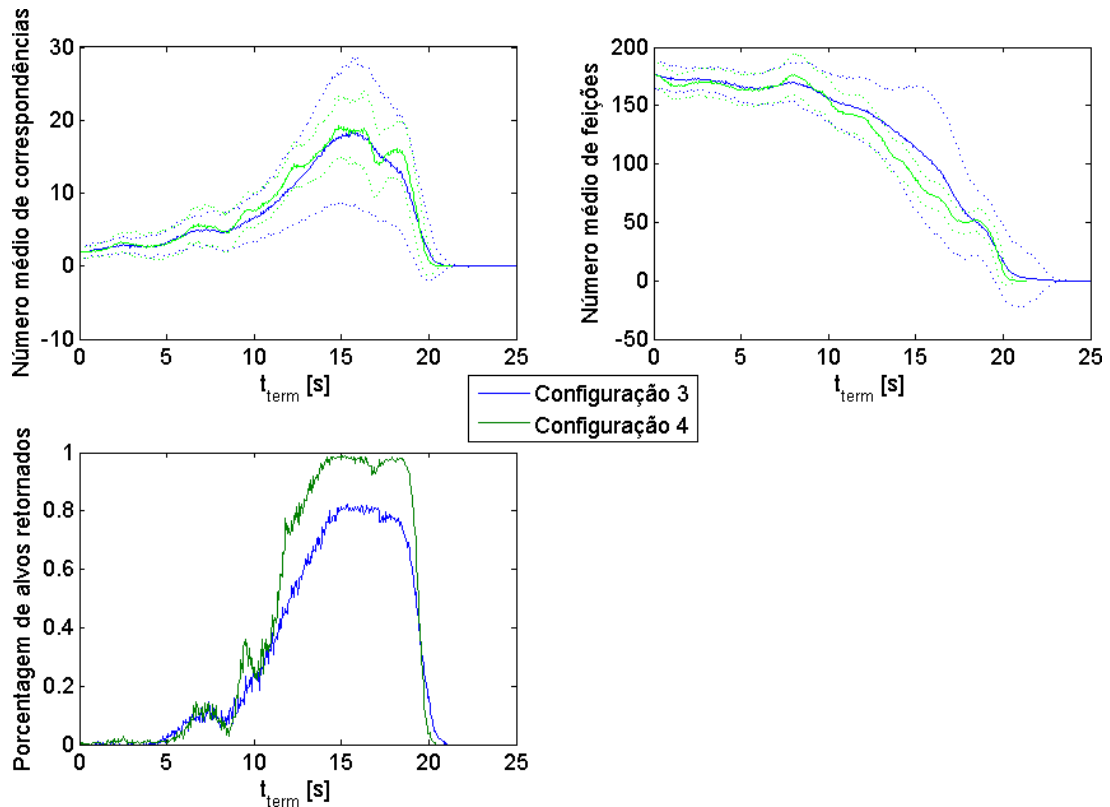 Número médio de correspondências
30
20
10
0
-10
0 5 10 15 20 25
t_term [s]
Número médio de feições
200
150
100
50
0
-50
0 5 10 15 20 25
t_term [s]
Configuração 3
Configuração 4
Porcentagem de alvos retornados
1
0.8
0.6
0.4
0.2
0
0 5 10 15 20 25
t_term [s]